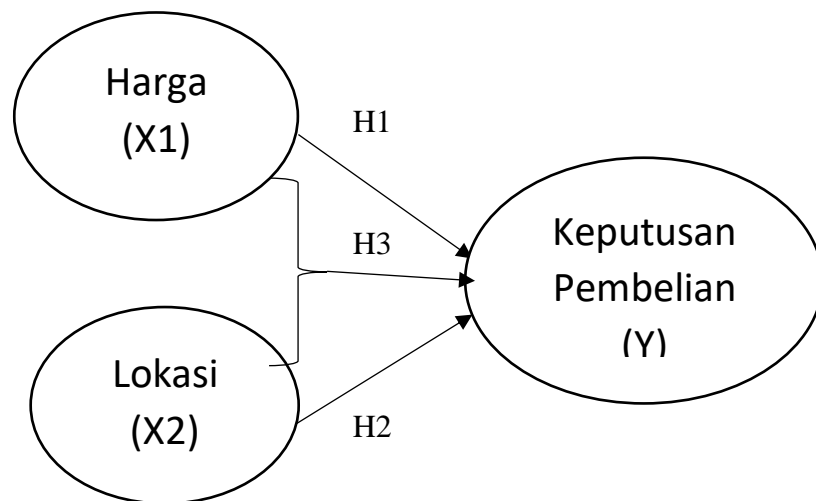 Harga
(X1)
H1
H3
Keputusan
Pembelian
(Y)
Lokasi
(X2)
H2